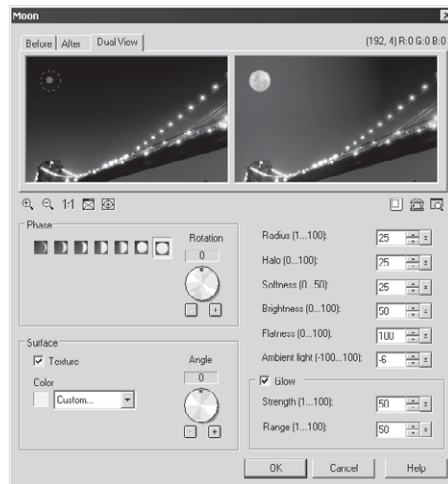 Moon
Before After Dual View (192, 4) R:0 G:0 B:0
1:1
Phase
Rotation
0
Radius (1...100): 25
Halo (0...100): 25
Softness (0...50): 25
Brightness (0...100): 50
Flatness (0...100): 100
Ambient light (-100...100): -6
Surface
Texture
Color
Custom...
Angle
0
Glow
Strength (1...100): 50
Range (1...100): 50
OK Cancel Help